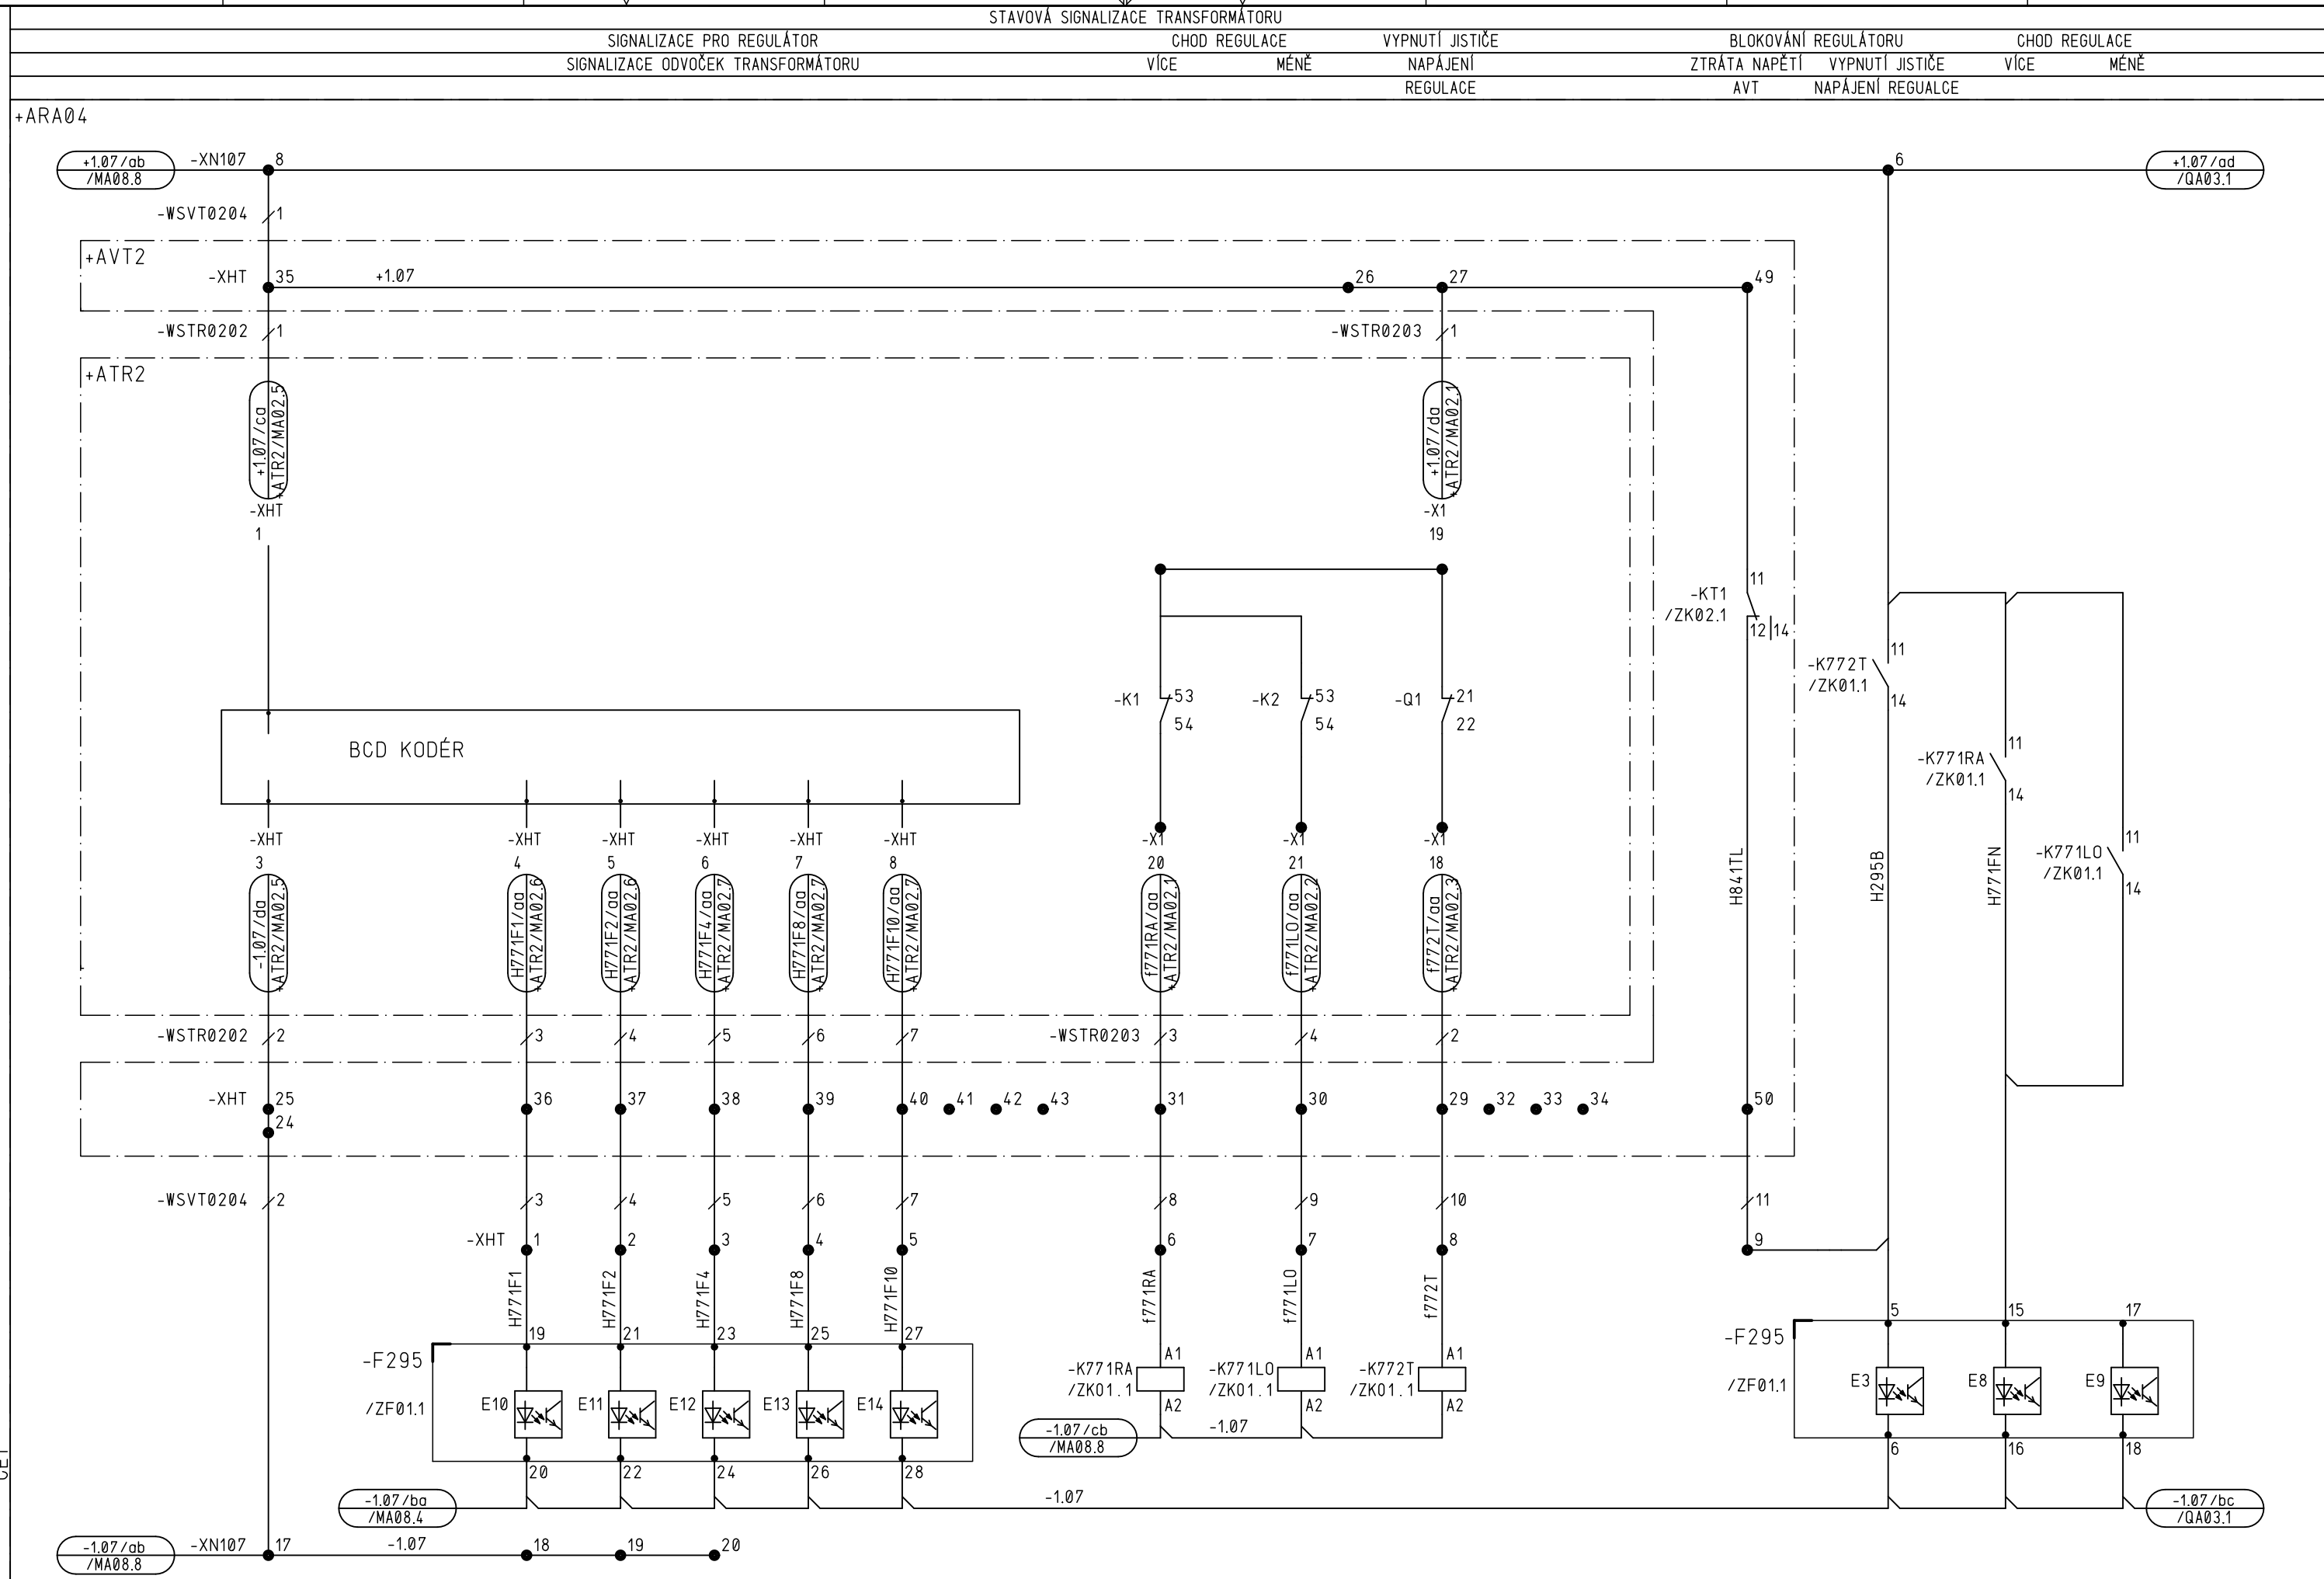 STAVOVÁ SIGNALIZACE TRANSFORMÁTORU
SIGNALIZACE PRO REGULÁTOR CHOD REGULACE VYPNUTÍ JISTIČE BLOKOVÁNÍ REGULÁTORU CHOD REGULACE
SIGNALIZACE ODVOČEK TRANSFORMÁTORU VÍCE MÉNĚ NAPÁJENÍ ZTRÁTA NAPĚTÍ VYPNUTÍ JISTIČE VÍCE MÉNĚ
REGULACE AVT NAPÁJENÍ REGUALCE
+ARA04
+1.07/ab -XN107 8 6 +1.07/ad
/MA08.8 /QA03.1
-WSVT0204 1
+AVT2
-XHT 35 +1.07 26 27 49
-WSTR0202 1 -WSTR0203 1
+ATR2
+1.07/ca
+ATR2/MA02.5
+1.07/da
+ATR2/MA02.1
-XHT -X1
1 19
11
-KT1
/ZK02.1
12 14
11
-K772T
/ZK01.1
14
-K1 53 -K2 53 -Q1 21
54 54 22
BCD KODÉR
11
-K771RA
/ZK01.1
14
11
-K771LO
/ZK01.1
14
-XHT -XHT -XHT -XHT -XHT -XHT -X1 -X1 -X1
3 4 5 6 7 8 20 21 18
-1.07/da
+ATR2/MA02.5
H771F1/aa
+ATR2/MA02.6
H771F2/aa
+ATR2/MA02.6
H771F4/aa
+ATR2/MA02.7
H771F8/aa
+ATR2/MA02.7
H771F10/aa
+ATR2/MA02.7
f771RA/aa
+ATR2/MA02.1
f771LO/aa
+ATR2/MA02.2
f772T/aa
+ATR2/MA02.3
H841TL
H295B
H771FN
-WSTR0202 2 3 4 5 6 7 -WSTR0203 3 4 2
-XHT 25 36 37 38 39 40 41 42 43 31 30 29 32 33 34 50
24
-WSVT0204 2 3 4 5 6 7 8 9 10 11
-XHT 1 2 3 4 5 6 7 8 9
H771F1
H771F2
H771F4
H771F8
H771F10
f771RA
f771LO
f772T
5 15 17
19 21 23 25 27
-F295 A1 A1 A1 -F295
-K771RA -K771LO -K772T
/ZK01.1 /ZK01.1 /ZK01.1 /ZF01.1 E3 E8 E9
/ZF01.1 E10 E11 E12 E13 E14 A2 A2 A2
-1.07/cb -1.07
/MA08.8
6 16 18
20 22 24 26 28
-1.07/ba -1.07 -1.07/bc
/MA08.4 /QA03.1
-1.07/ab -XN107 17 -1.07 18 19 20
/MA08.8